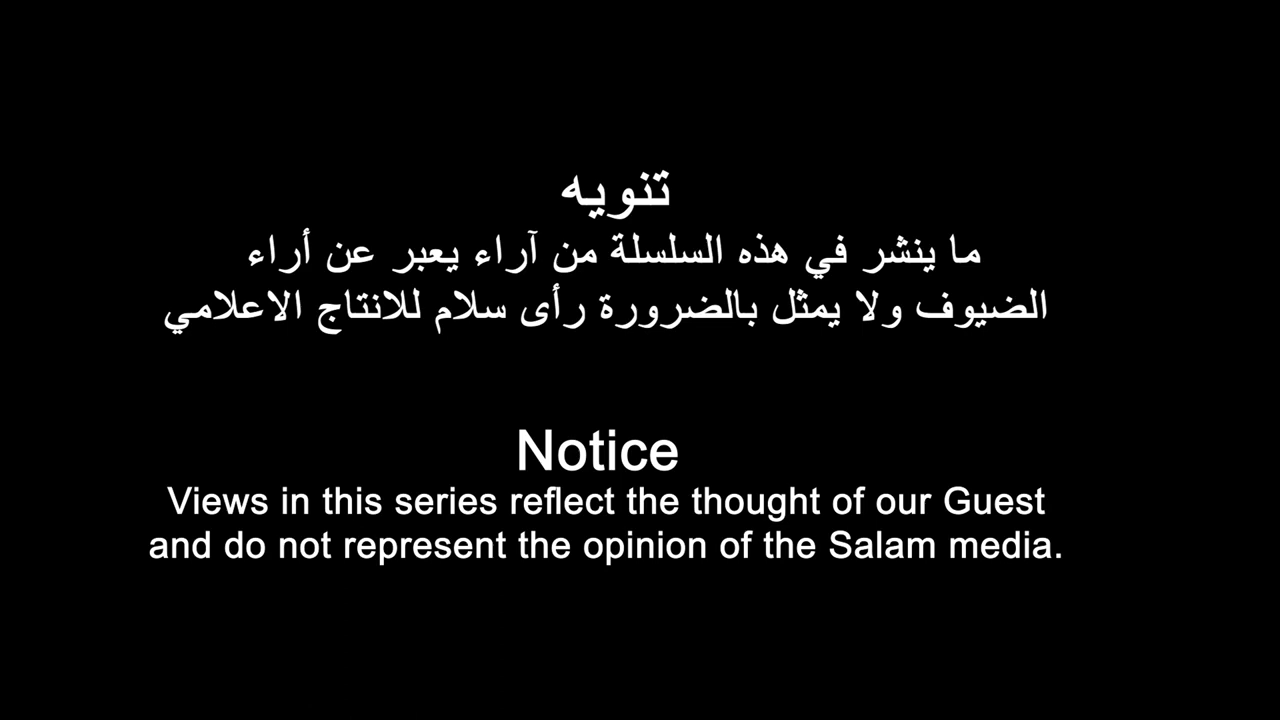 تنويه
ما ينشر في هذه السلسلة من آراء يعبر عن أراء
الضيوف ولا يمثل بالضرورة رأى سلام للانتاج الاعلامي
Notice
Views in this series reflect the thought of our Guest
and do not represent the opinion of the Salam media.